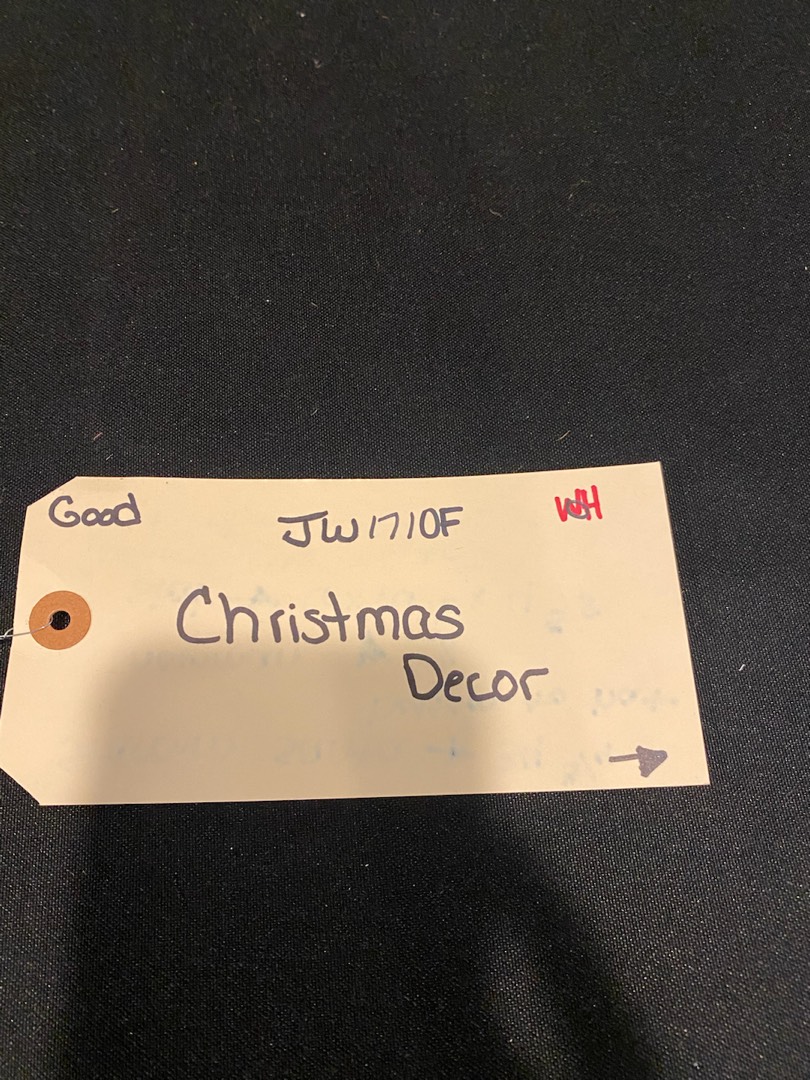 Good JW1710F WH
Christmas
Decor
→